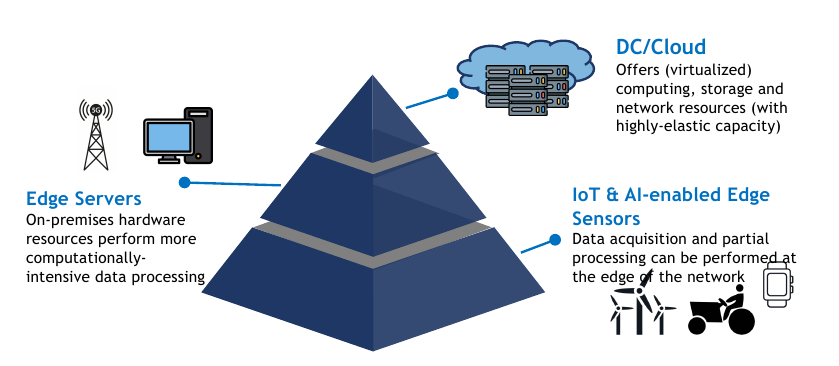 DC/Cloud
Offers (virtualized)
computing, storage and
network resources (with
highly-elastic capacity)
Edge Servers
On-premises hardware
resources perform more
computationally-
intensive data processing
IoT & AI-enabled Edge
Sensors
Data acquisition and partial
processing can be performed at
the edge of the network